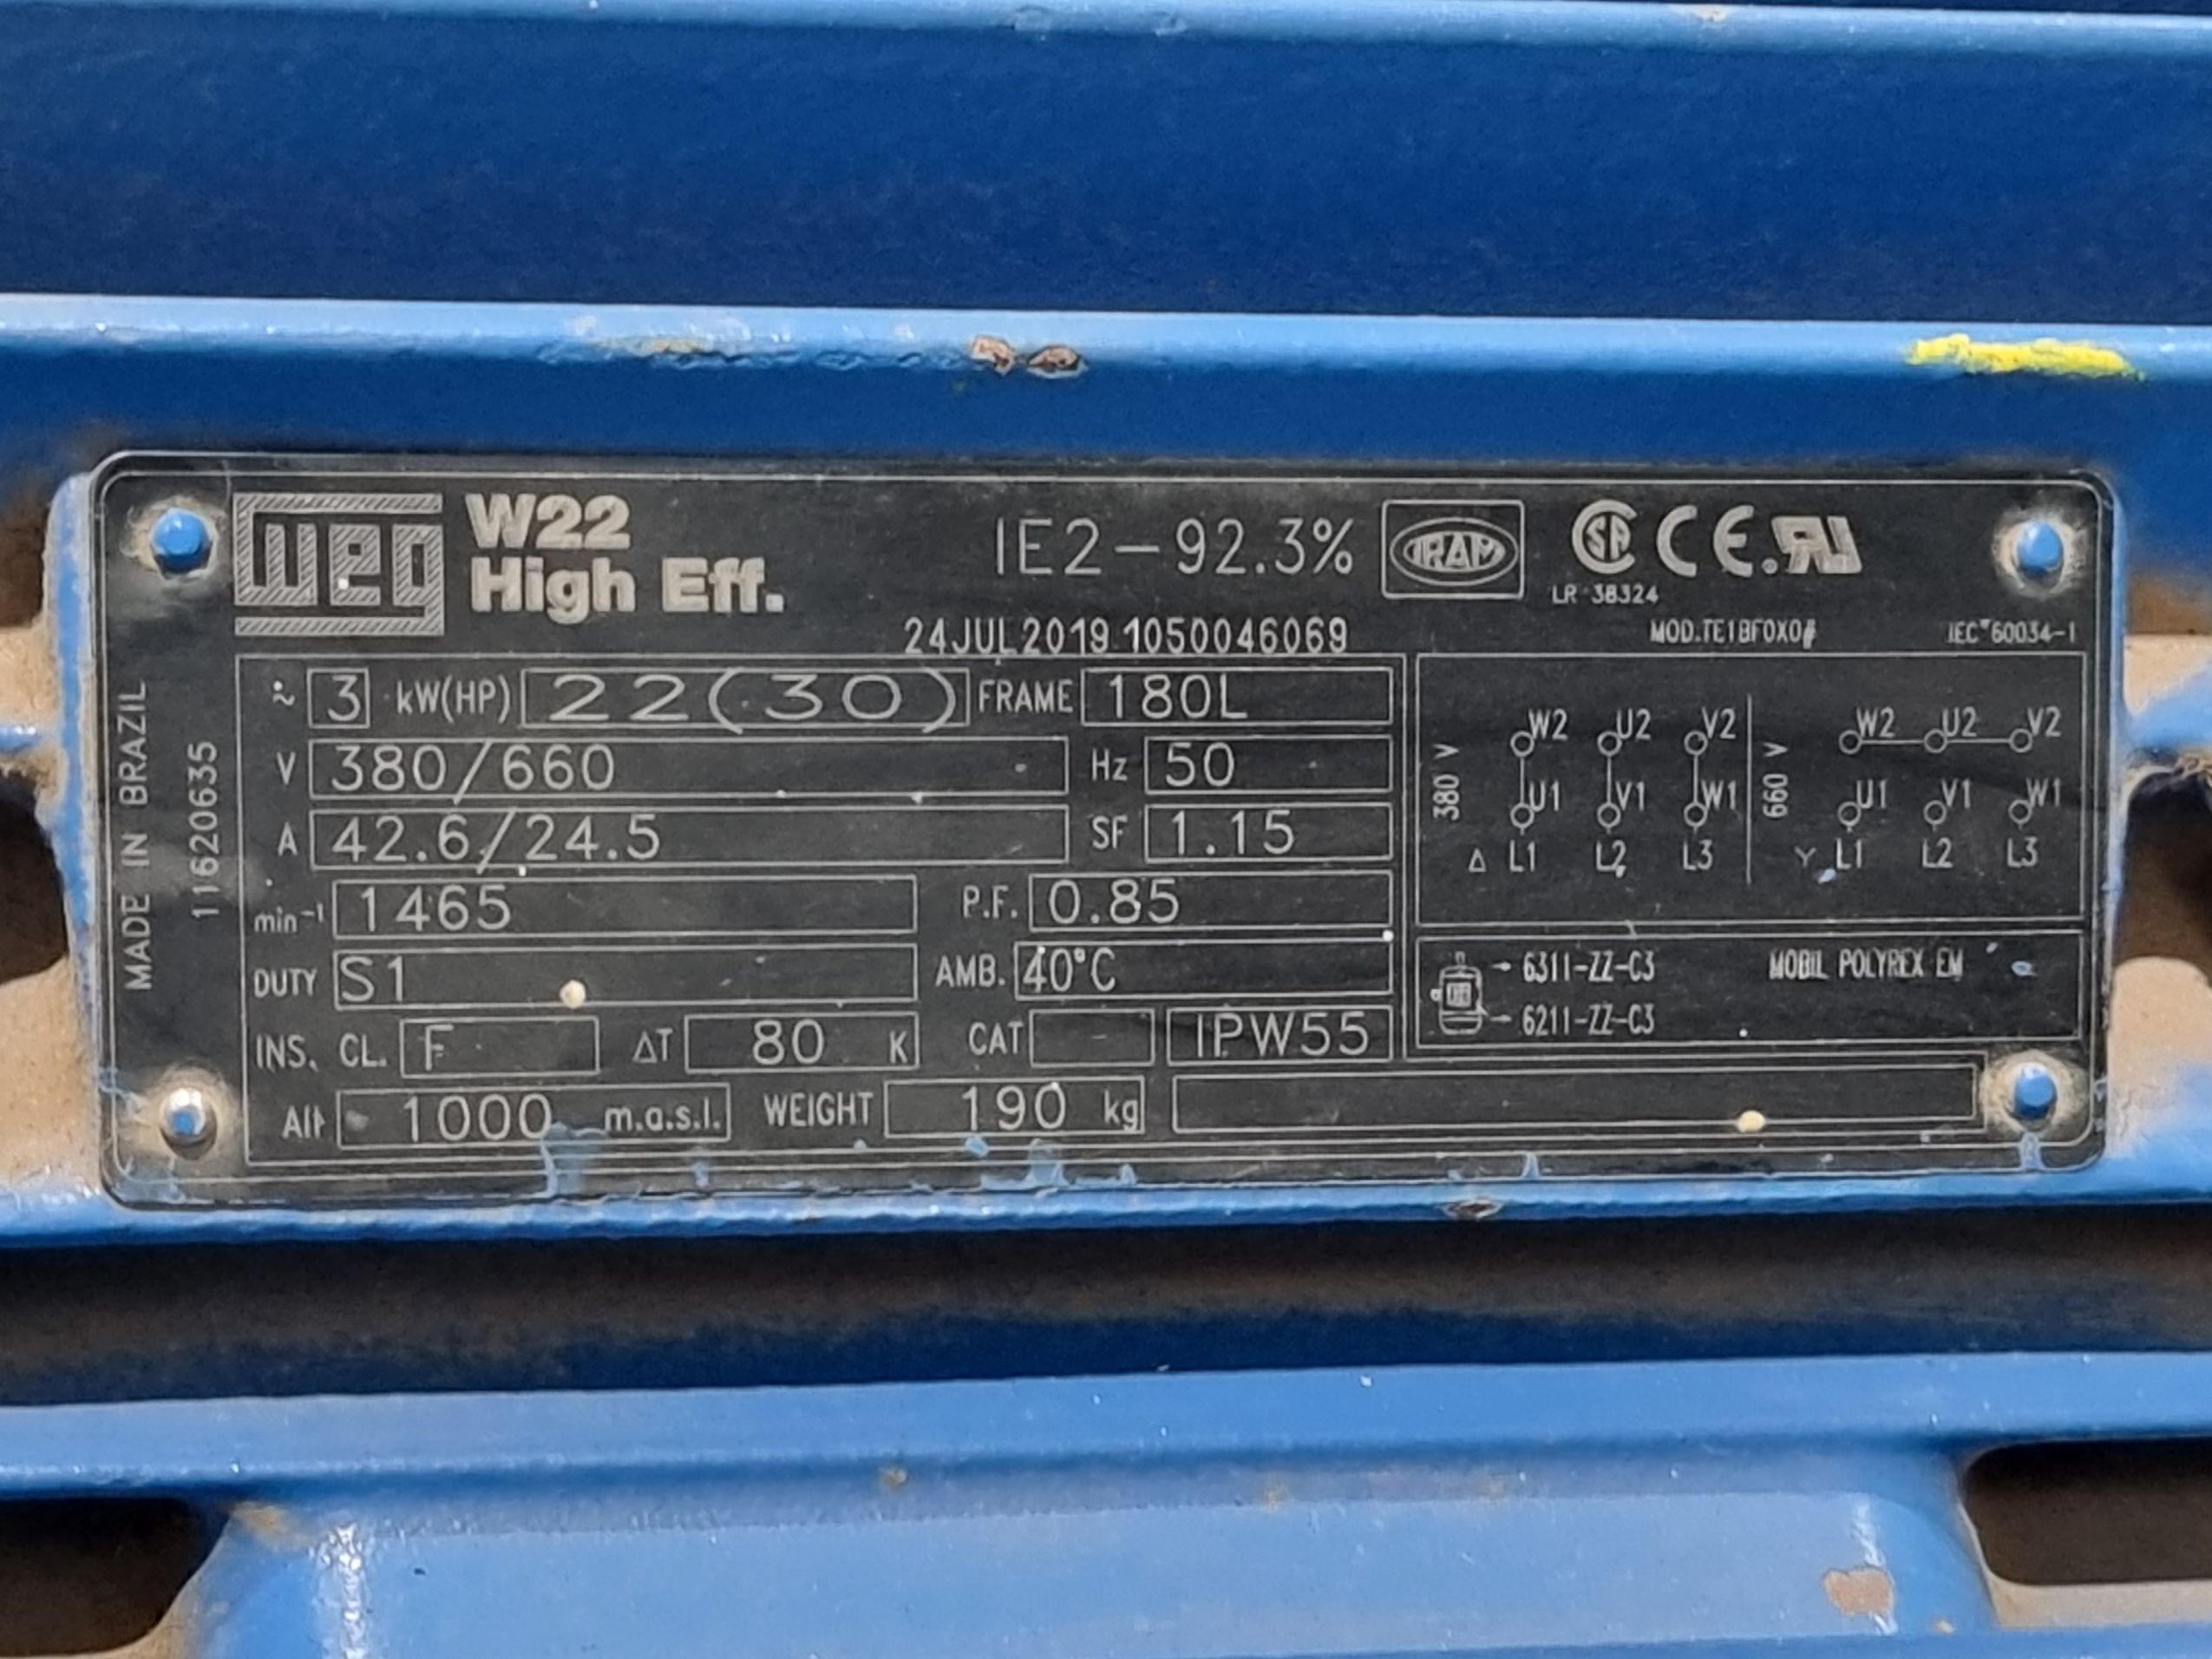 weg W22
High Eff.
IE2-92.3% IRAM SA CE RU
LR 38324
24JUL2019 1050046069 IEC 60034-1
MADE IN BRAZIL
11620635
~ 3 kW(HP) 22(30) FRAME 180L
V 380/660 Hz 50
A 42.6/24.5 SF 1.15
min-1 1465 P.F. 0.85
DUTY S1 AMB. 40°C
INS. CL. F ΔT 80 K CAT - IPW55
Alt 1000 m.a.s.l. WEIGHT 190 kg
380 V
W2 U2 V2
U1 V1 W1
Δ L1 L2 L3
660 V
W2 U2 V2
U1 V1 W1
Y L1 L2 L3
→ 6311-ZZ-C3 MOBIL POLYREX EM
→ 6211-ZZ-C3